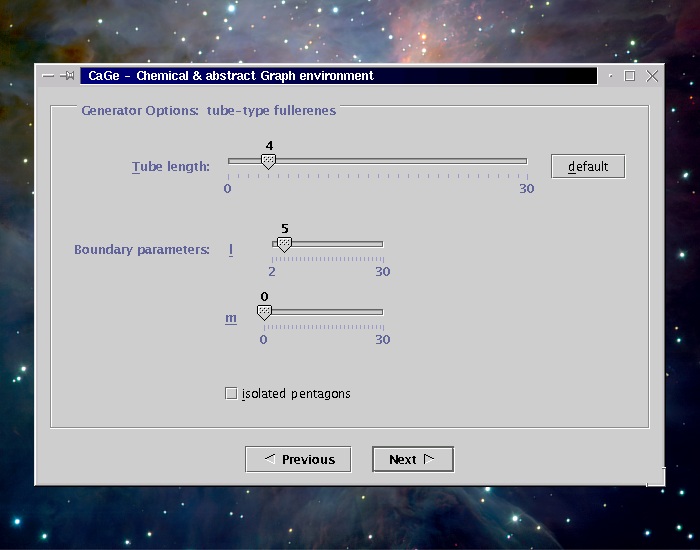 CaGe - Chemical & abstract Graph environment
Generator Options: tube-type fullerenes
4
Tube length:
default
0 30
5
Boundary parameters: l
2 30
0
m
0 30
isolated pentagons
Previous Next